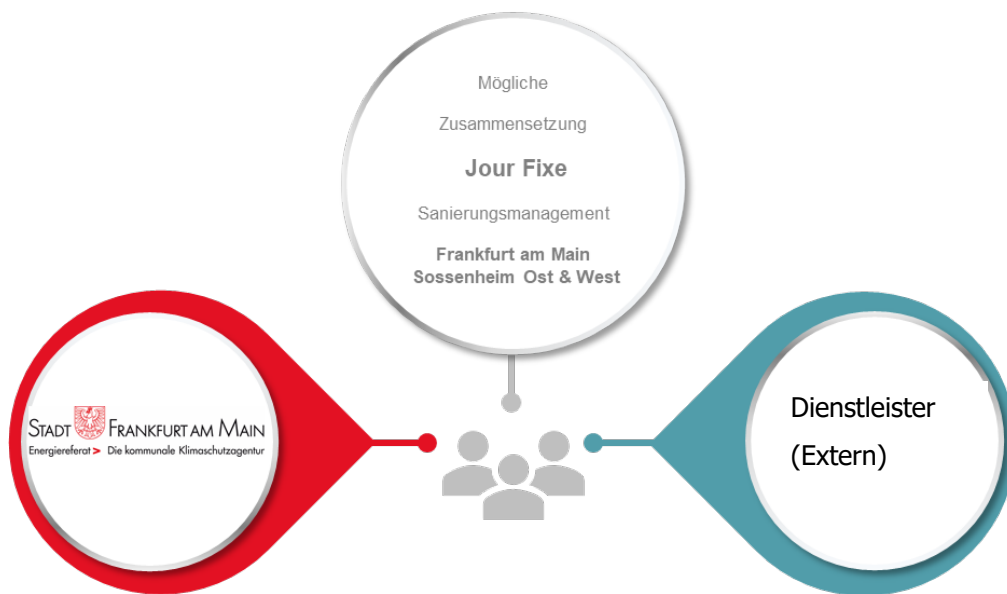 Mögliche
Zusammensetzung
Jour Fixe
Sanierungsmanagement
Frankfurt am Main
Sossenheim Ost & West
STADT FRANKFURT AM MAIN
Energiereferat > Die kommunale Klimaschutzagentur
Dienstleister
(Extern)